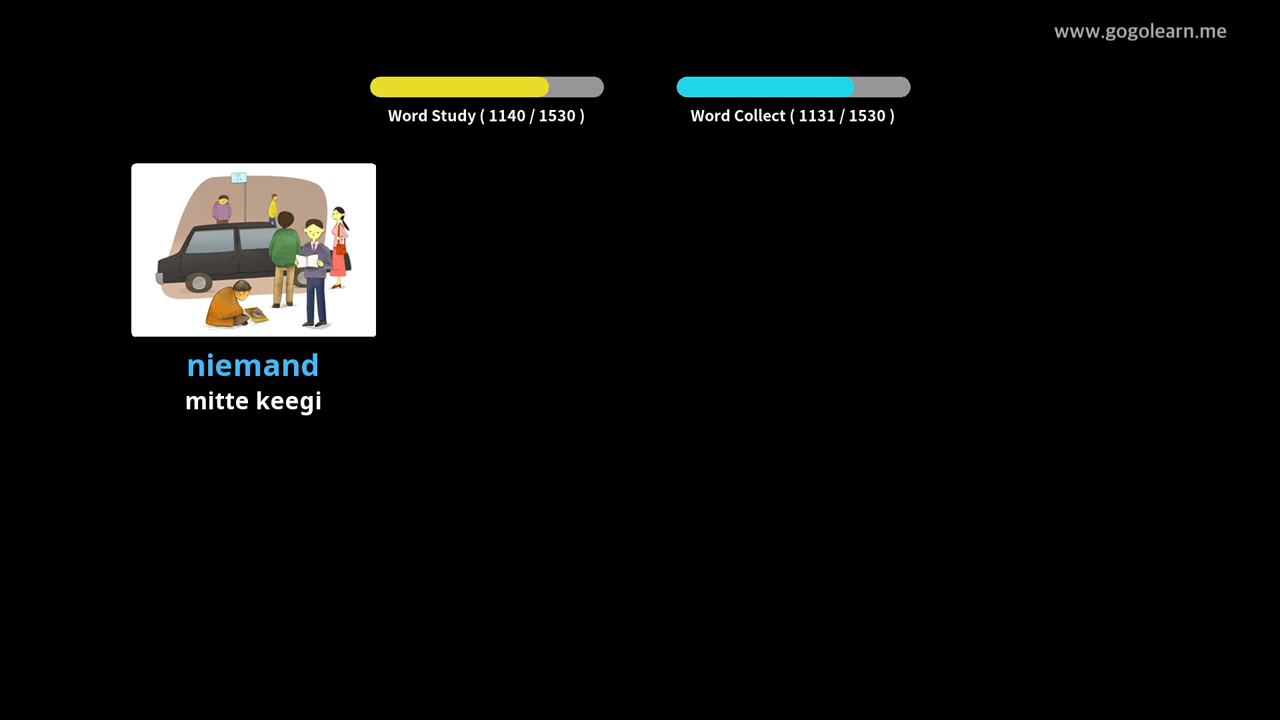 www.gogolearn.me
Word Study ( 1140 / 1530 )
Word Collect ( 1131 / 1530 )
niemand
mitte keegi